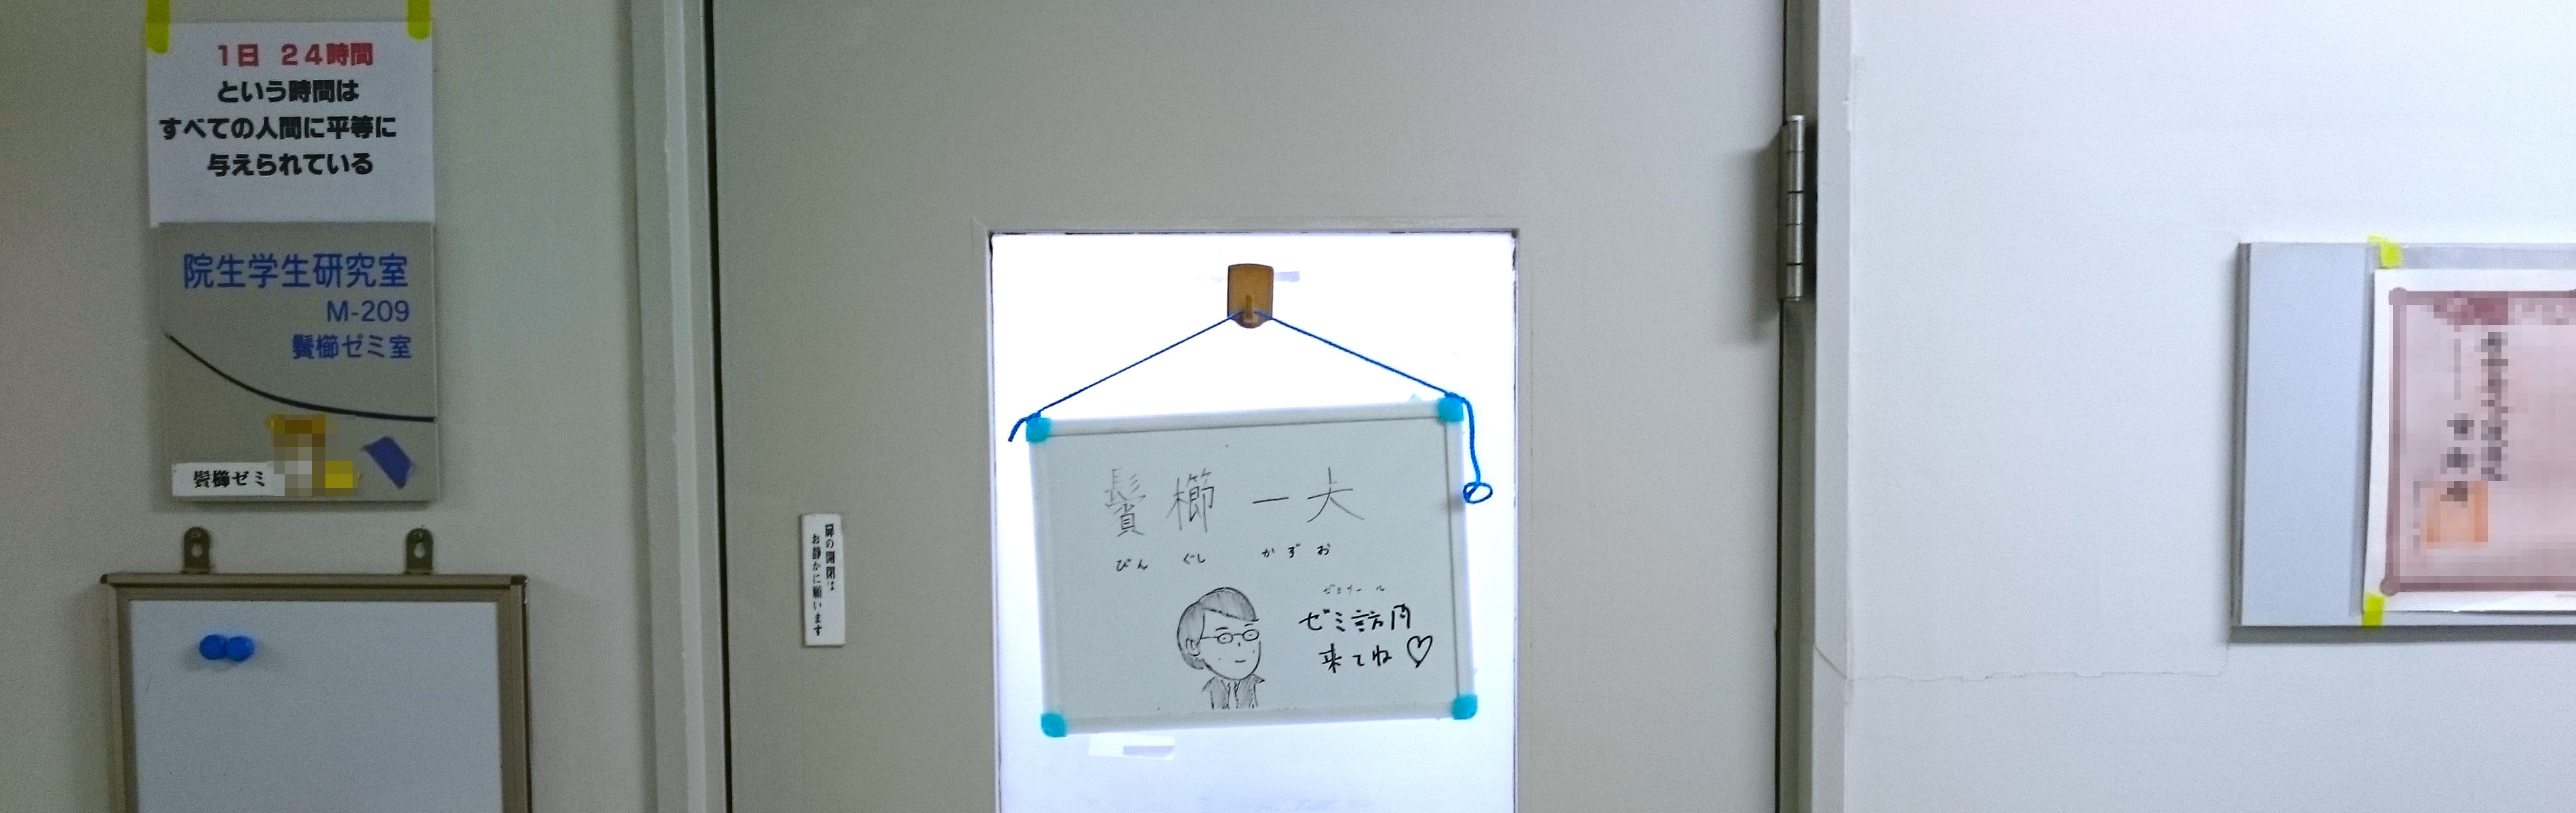 1日 24時間
という時間は
すべての人間に平等に
与えられている
院生学生研究室
M-209
鬢櫛ゼミ室
鬢櫛ゼミ
扉の開閉は
お静かに願います
鬢櫛一夫
びん ぐし かずお
ゼミナール
ゼミ訪问
来てね♡